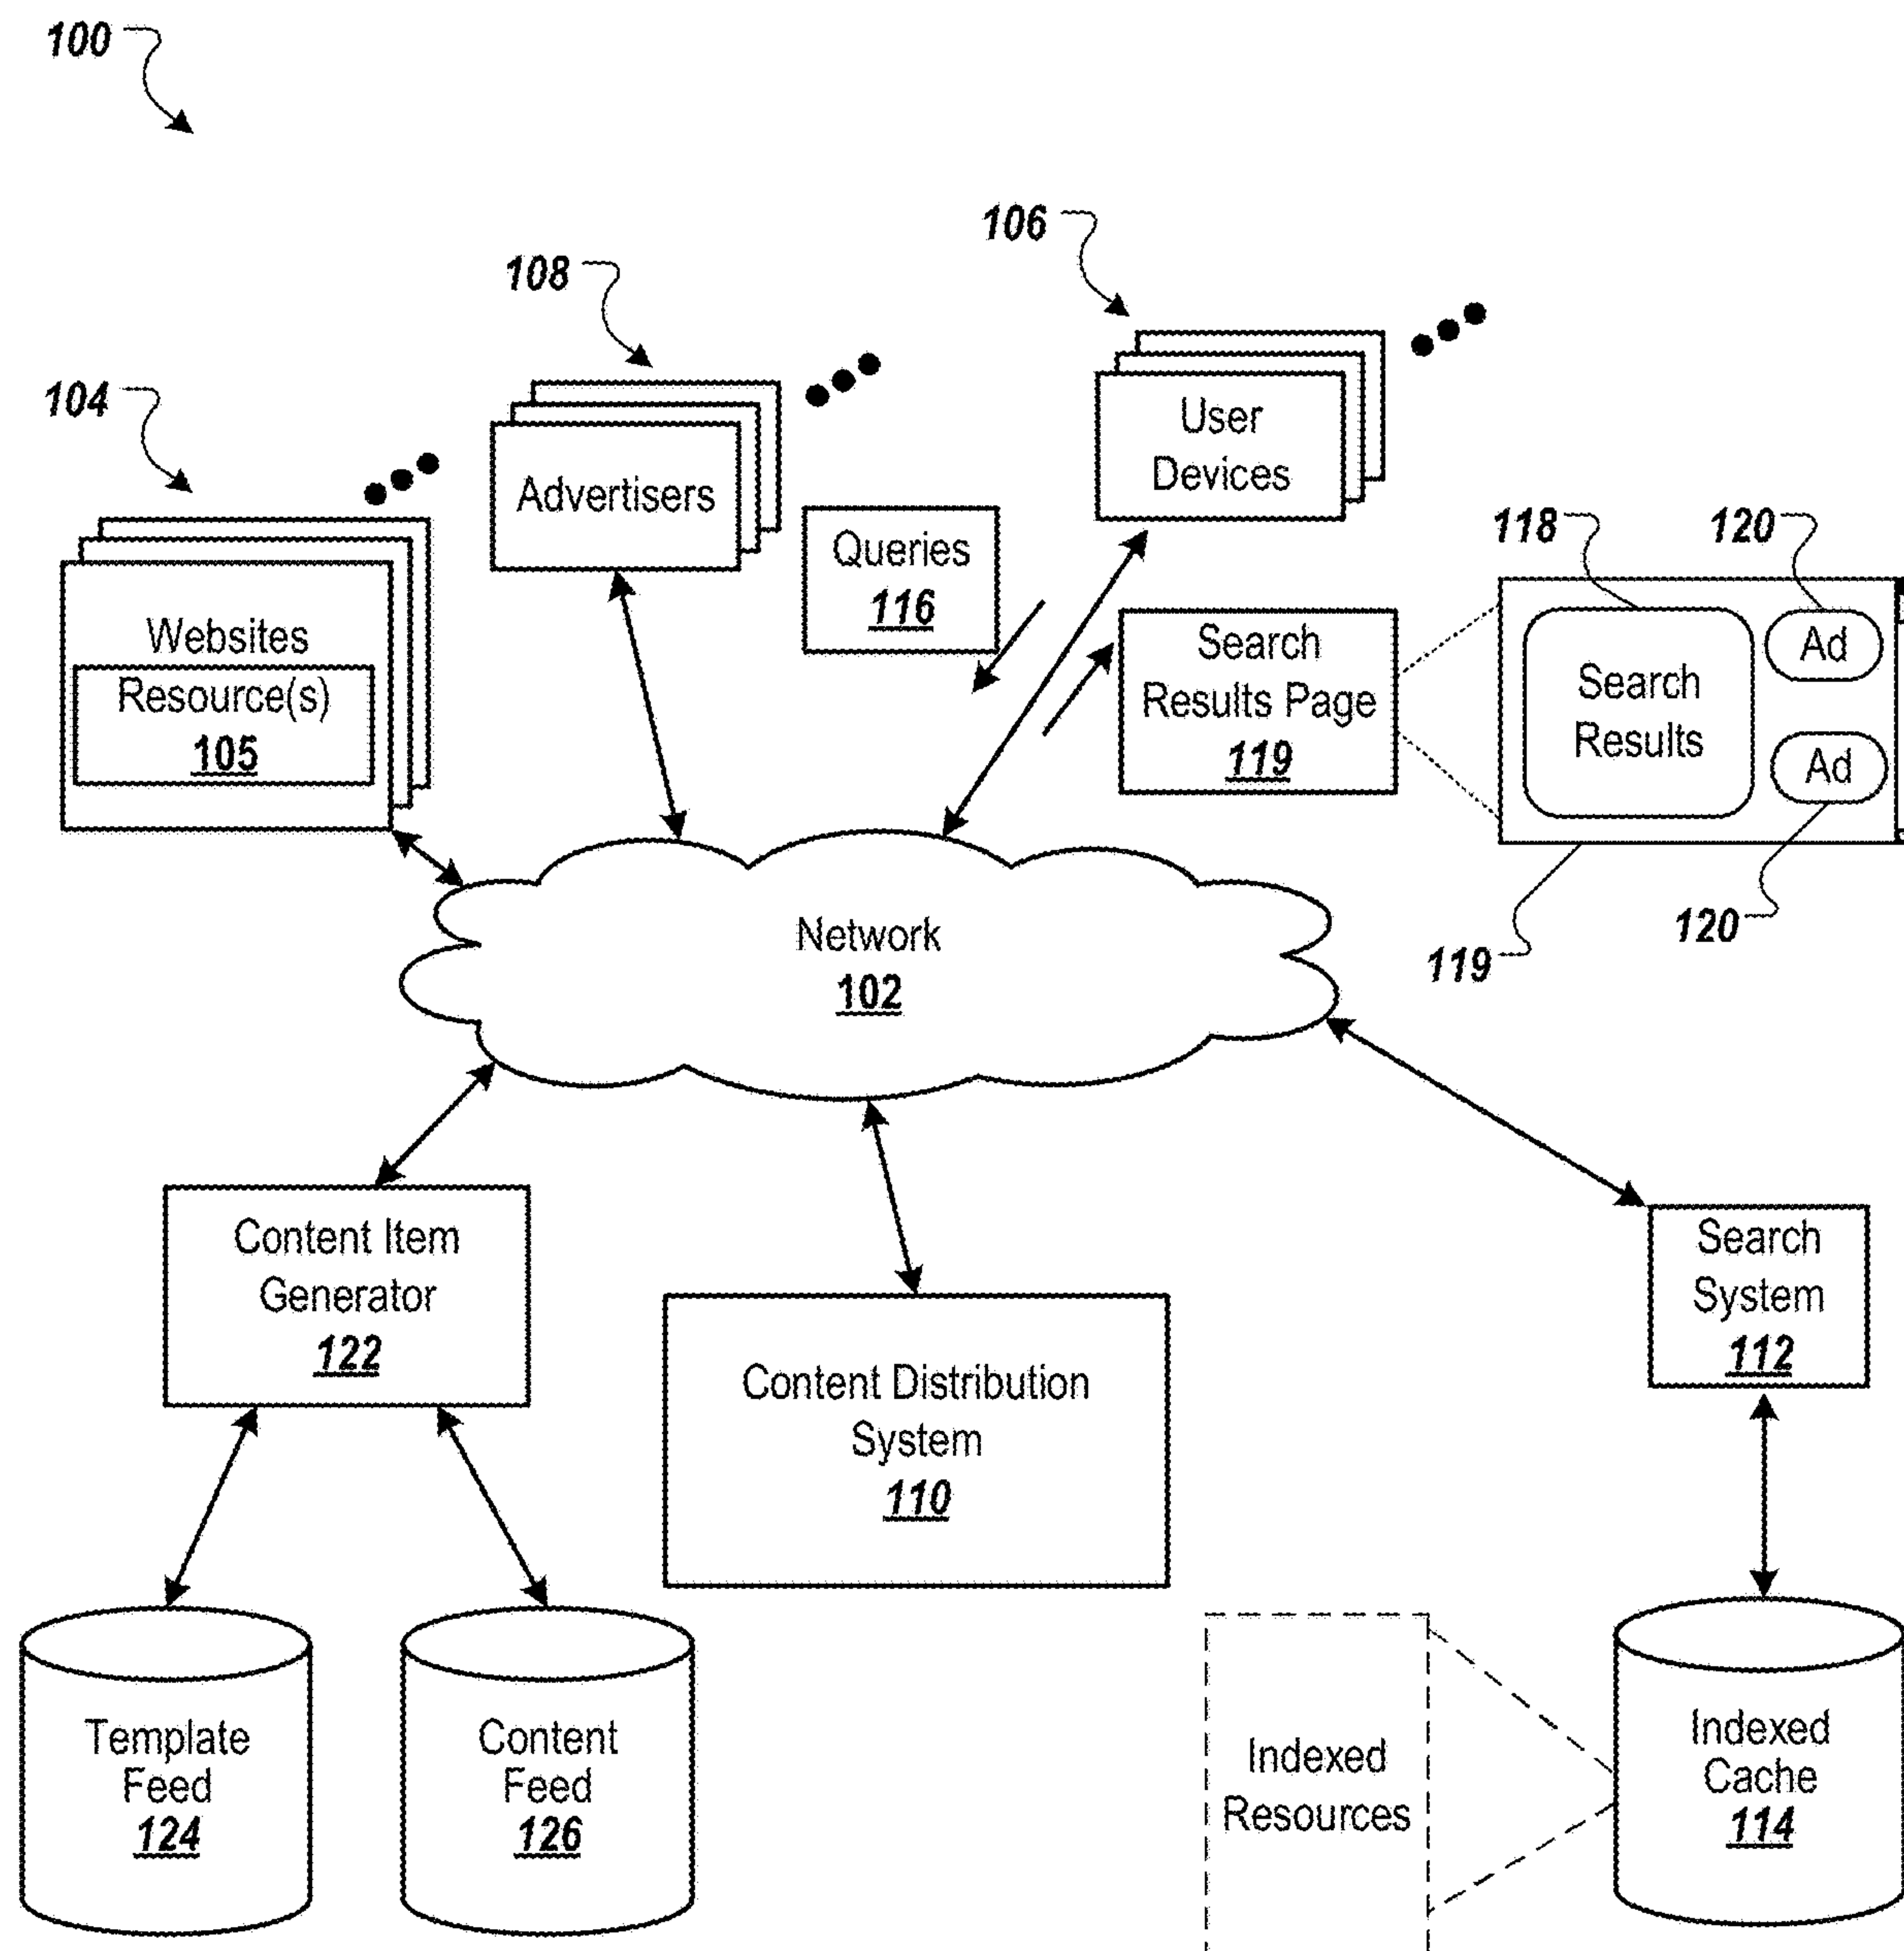 100
106
108
104
User
Devices
Advertisers
Queries
116
118
120
Websites
Resource(s)
105
Search
Results Page
119
Search
Results
Ad
Ad
120
119
Network
102
Content Item
Generator
122
Search
System
112
Content Distribution
System
110
Template
Feed
124
Content
Feed
126
Indexed
Resources
Indexed
Cache
114